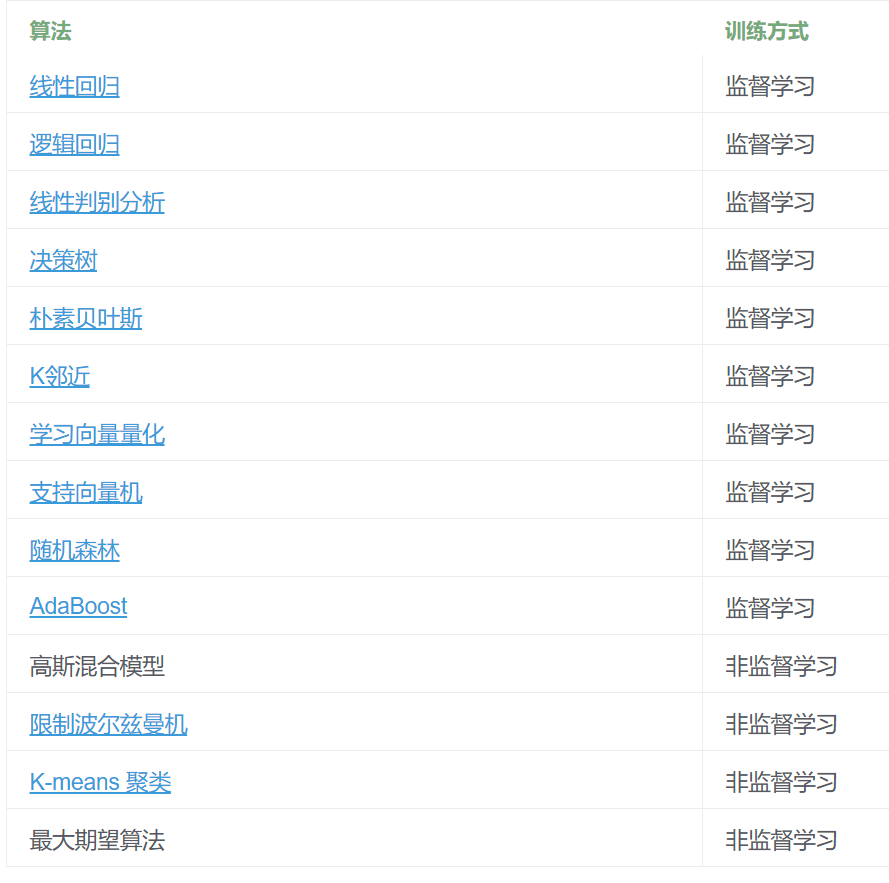 算法 训练方式
线性回归 监督学习
逻辑回归 监督学习
线性判别分析 监督学习
决策树 监督学习
朴素贝叶斯 监督学习
K邻近 监督学习
学习向量量化 监督学习
支持向量机 监督学习
随机森林 监督学习
AdaBoost 监督学习
高斯混合模型 非监督学习
限制波尔兹曼机 非监督学习
K-means 聚类 非监督学习
最大期望算法 非监督学习